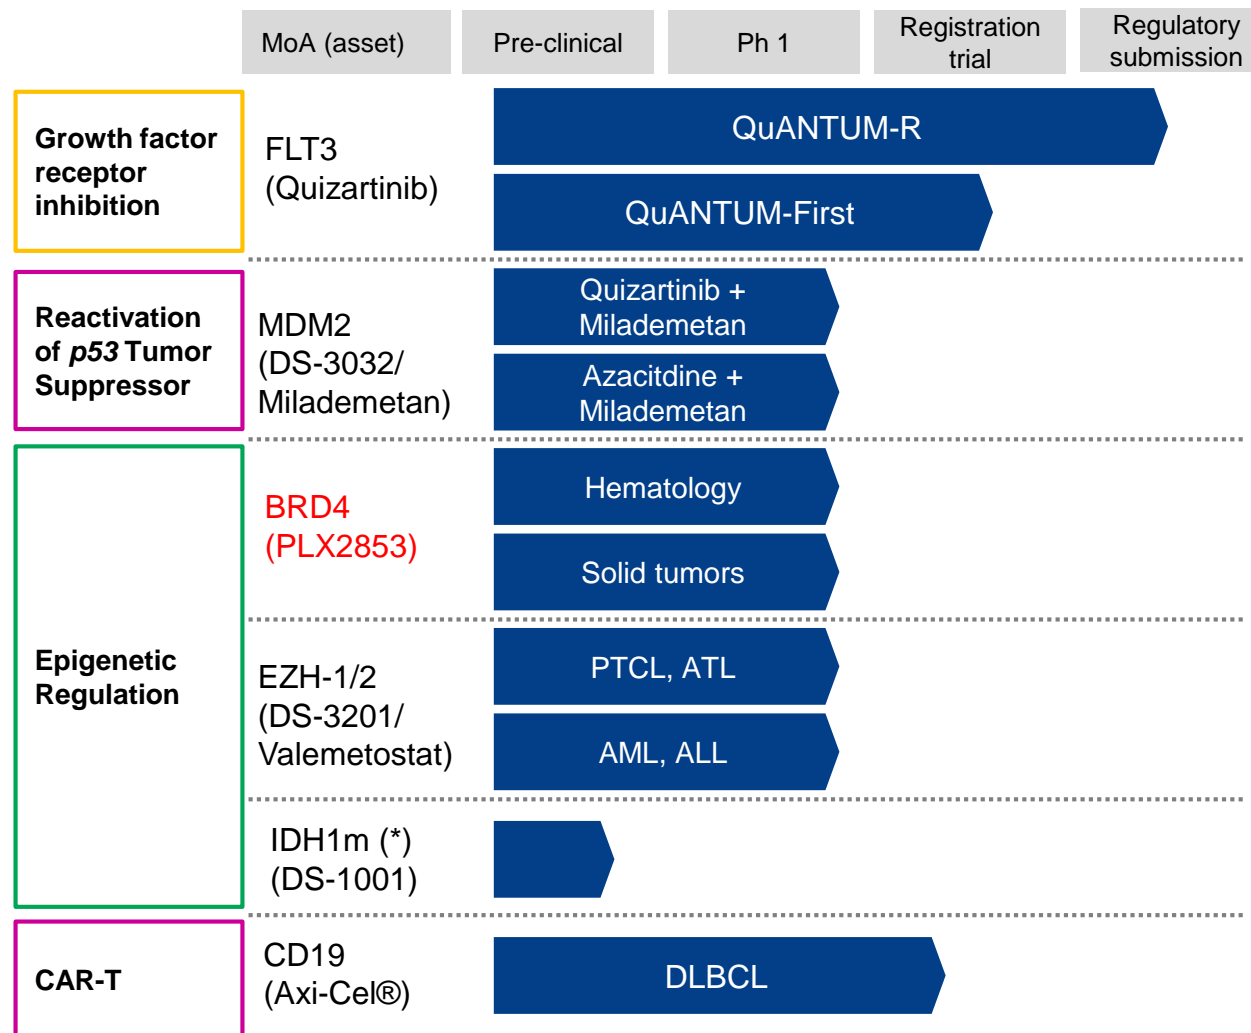 MoA (asset)
Pre-clinical
Ph 1
Registration
trial
Regulatory
submission
Growth factor
receptor
inhibition
FLT3
(Quizartinib)
QuANTUM-R
QuANTUM-First
Reactivation
of p53 Tumor
Suppressor
MDM2
(DS-3032/
Milademetan)
Quizartinib +
Milademetan
Azacitdine +
Milademetan
Epigenetic
Regulation
BRD4
(PLX2853)
Hematology
Solid tumors
EZH-1/2
(DS-3201/
Valemetostat)
PTCL, ATL
AML, ALL
IDH1m (*)
(DS-1001)
CAR-T
CD19
(Axi-Cel®)
DLBCL